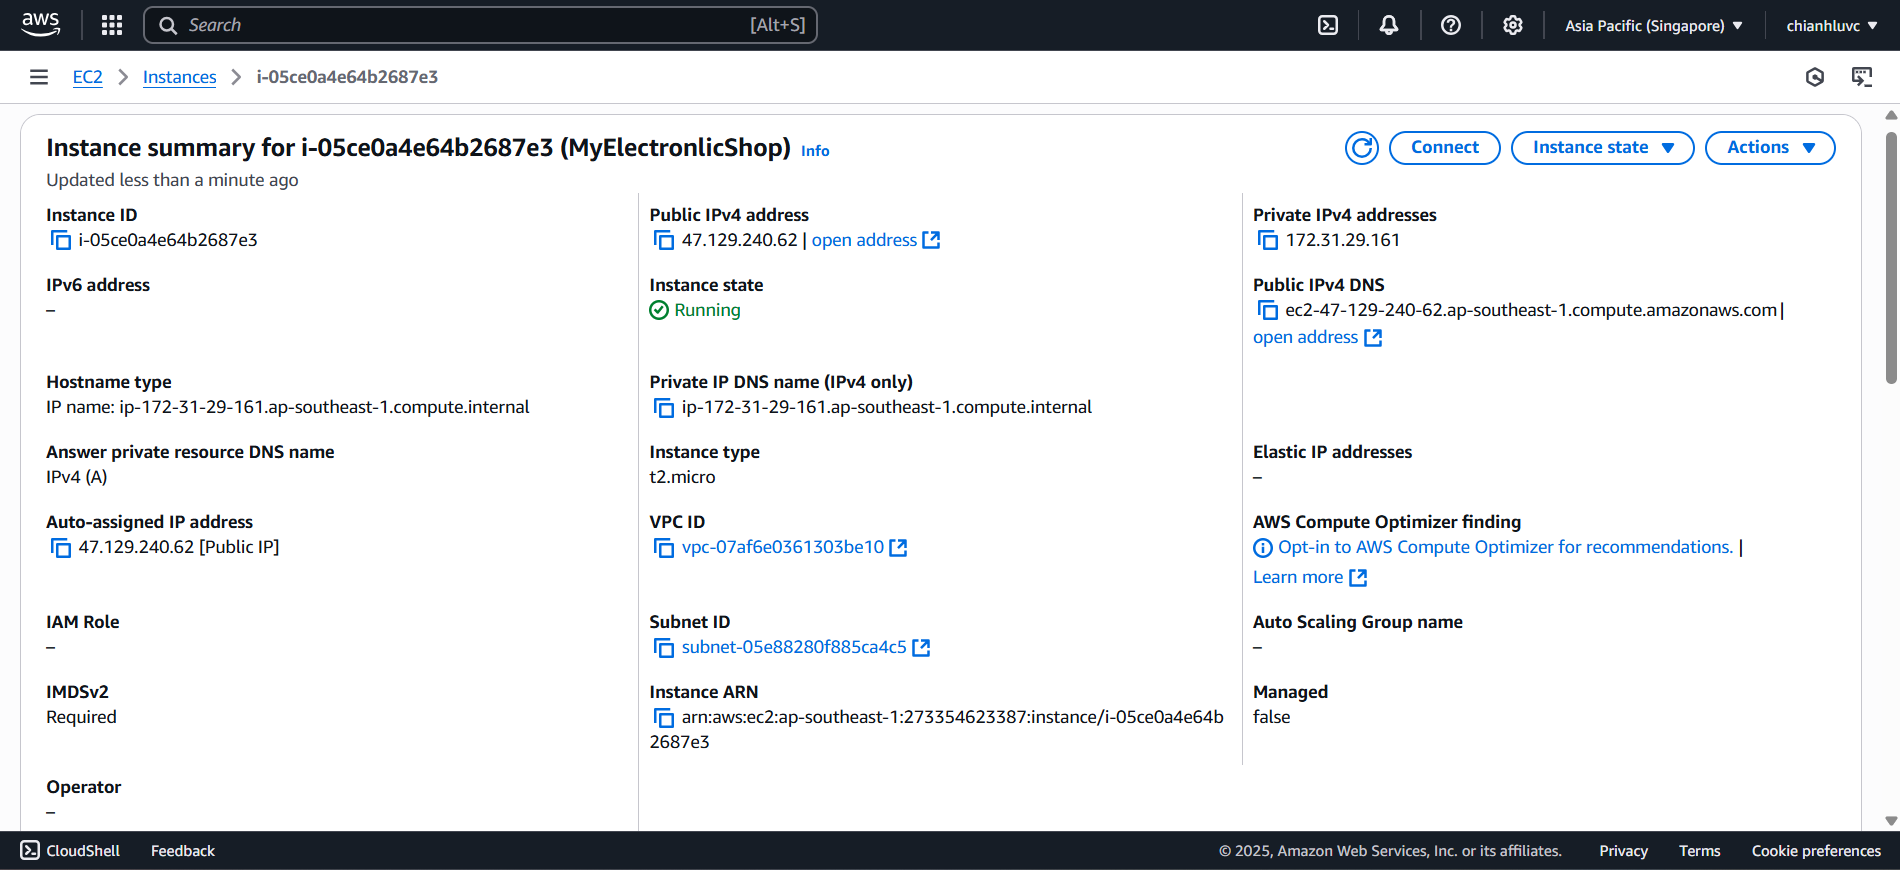 aws
Search [Alt+S]
Asia Pacific (Singapore)
chianhluvc
EC2
Instances
i-05ce0a4e64b2687e3
Instance summary for i-05ce0a4e64b2687e3 (MyElectronlicShop) Info
Updated less than a minute ago
Connect
Instance state
Actions
Instance ID
i-05ce0a4e64b2687e3
Public IPv4 address
47.129.240.62 | open address
Private IPv4 addresses
172.31.29.161
IPv6 address
–
Instance state
Running
Public IPv4 DNS
ec2-47-129-240-62.ap-southeast-1.compute.amazonaws.com |
open address
Hostname type
IP name: ip-172-31-29-161.ap-southeast-1.compute.internal
Private IP DNS name (IPv4 only)
ip-172-31-29-161.ap-southeast-1.compute.internal
Answer private resource DNS name
IPv4 (A)
Instance type
t2.micro
Elastic IP addresses
–
Auto-assigned IP address
47.129.240.62 [Public IP]
VPC ID
vpc-07af6e0361303be10
AWS Compute Optimizer finding
Opt-in to AWS Compute Optimizer for recommendations. |
Learn more
IAM Role
–
Subnet ID
subnet-05e88280f885ca4c5
Auto Scaling Group name
–
IMDSv2
Required
Instance ARN
arn:aws:ec2:ap-southeast-1:273354623387:instance/i-05ce0a4e64b
2687e3
Managed
false
Operator
–
CloudShell
Feedback
© 2025, Amazon Web Services, Inc. or its affiliates.
Privacy
Terms
Cookie preferences